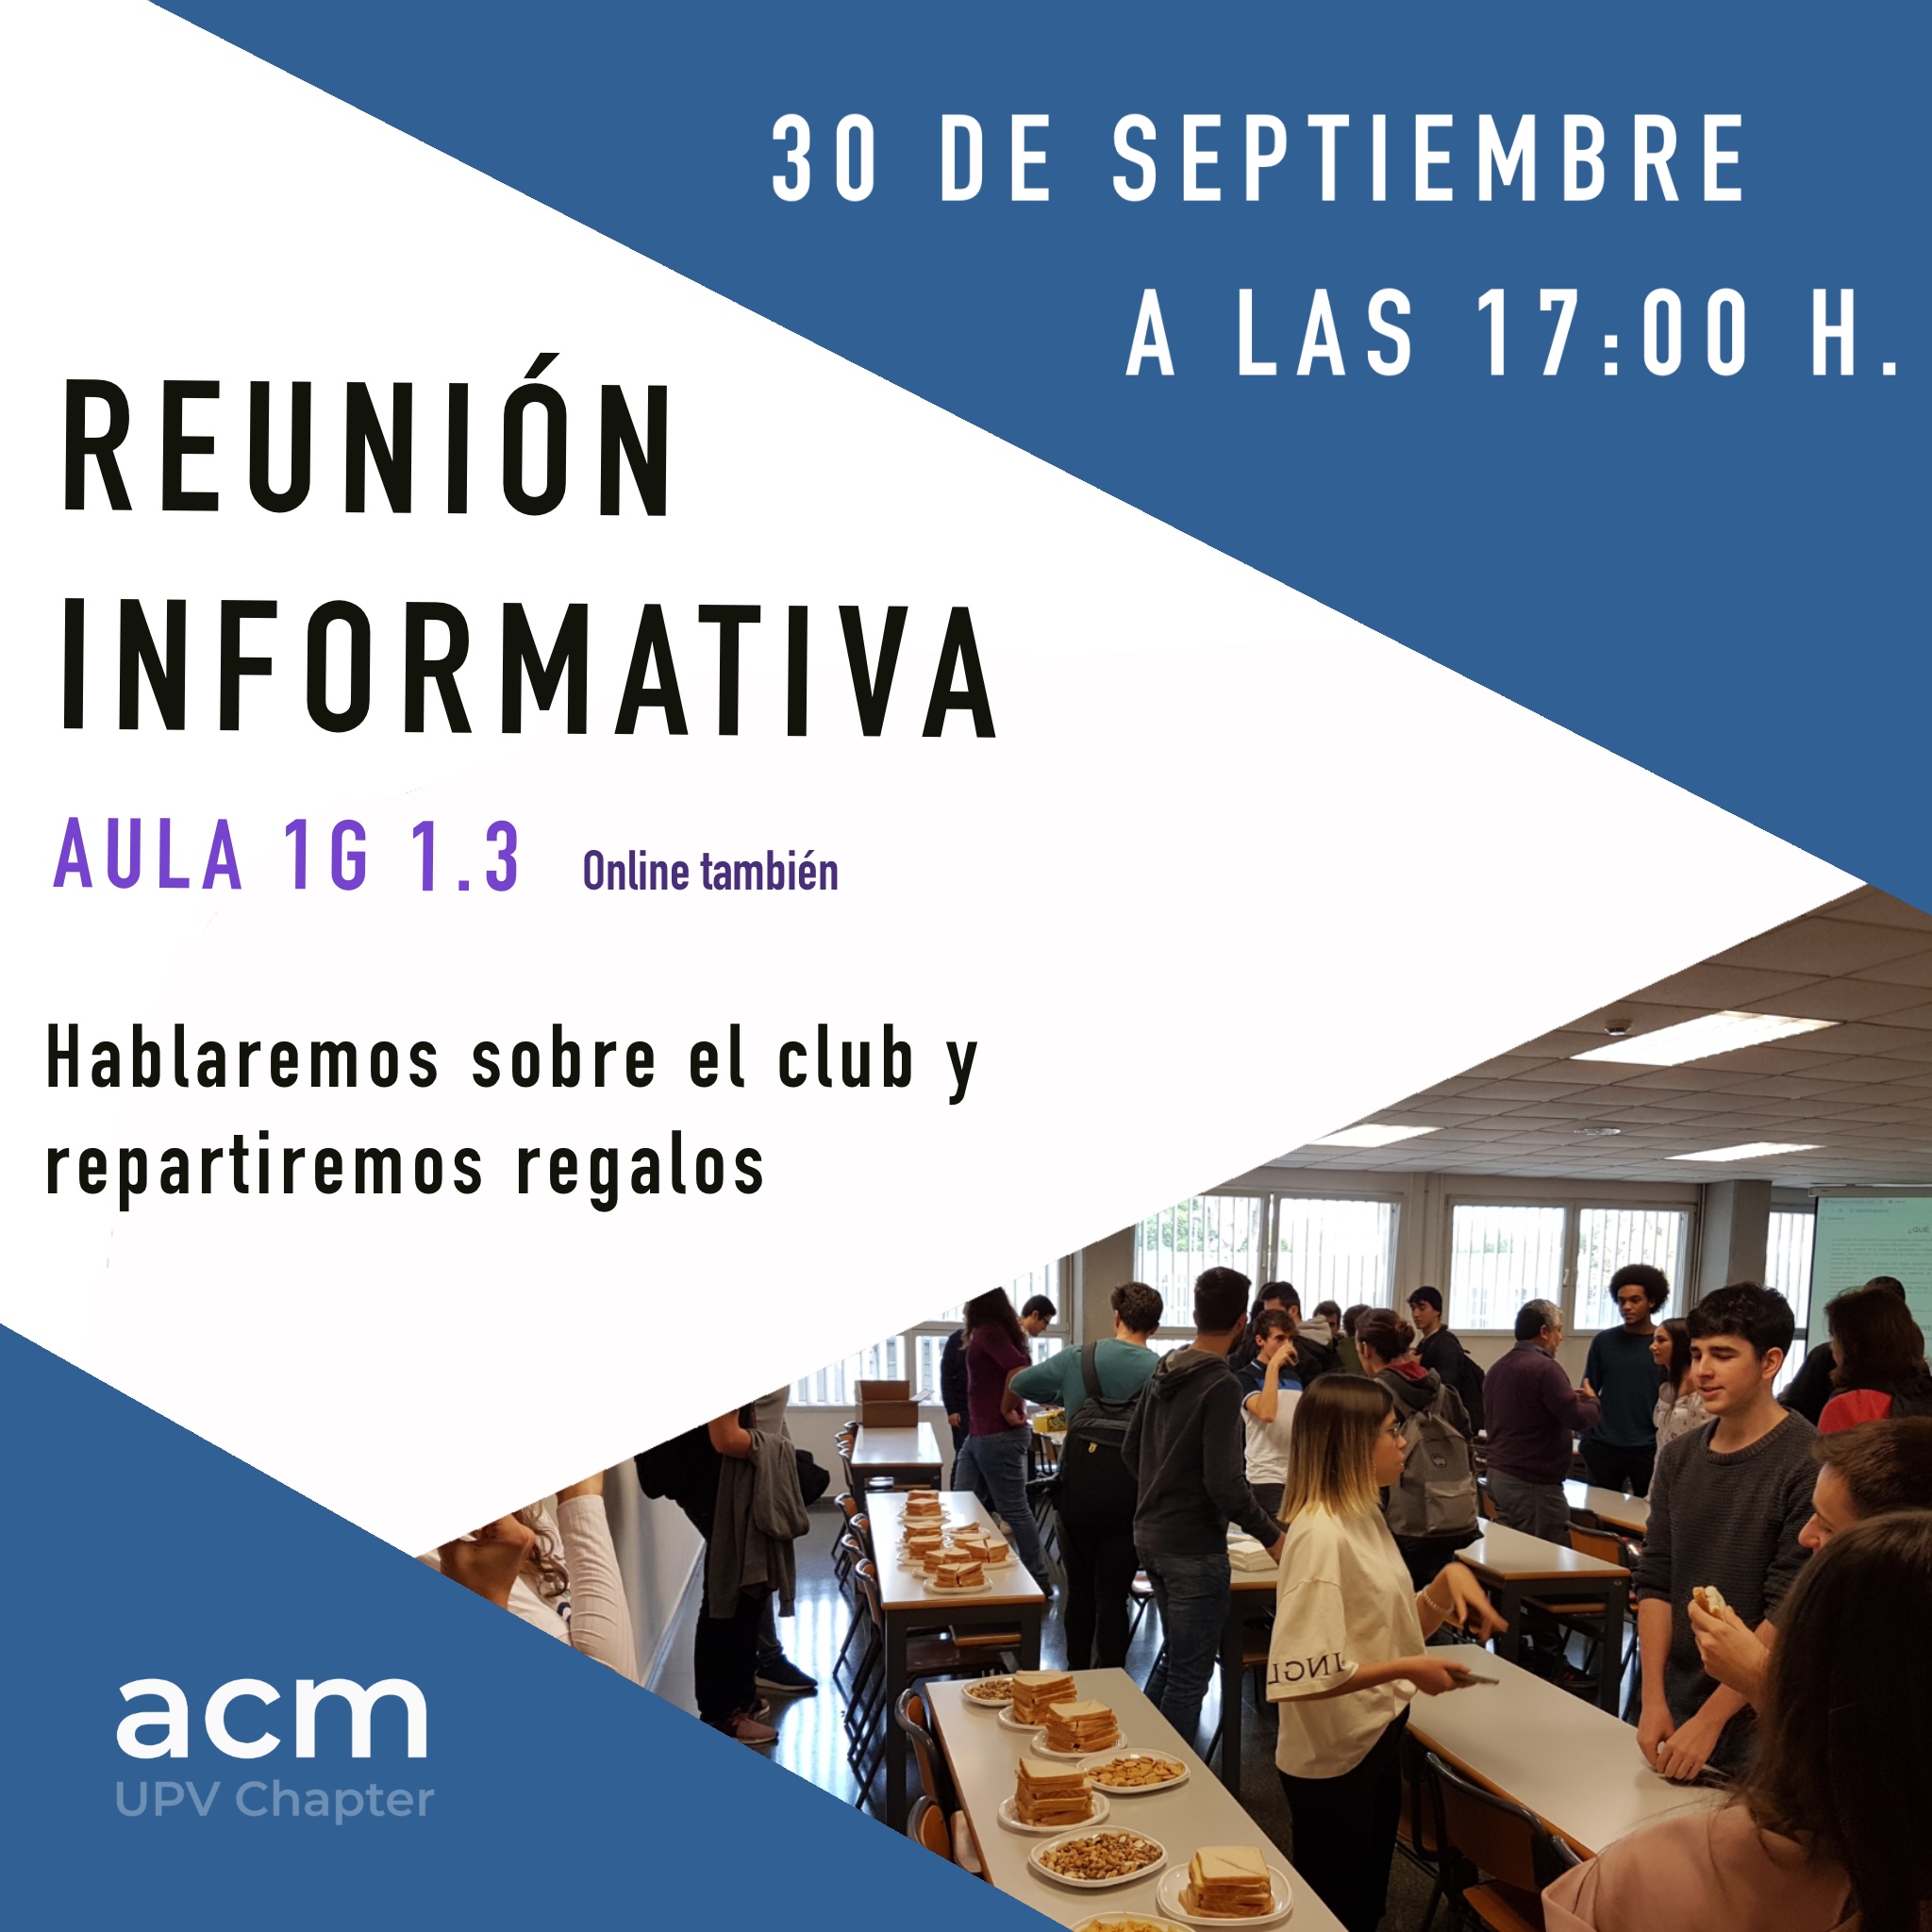 30 DE SEPTIEMBRE
A LAS 17:00 H.
REUNIÓN
INFORMATIVA
AULA 1G 1.3 Online también
Hablaremos sobre el club y
repartiremos regalos
acm
UPV Chapter